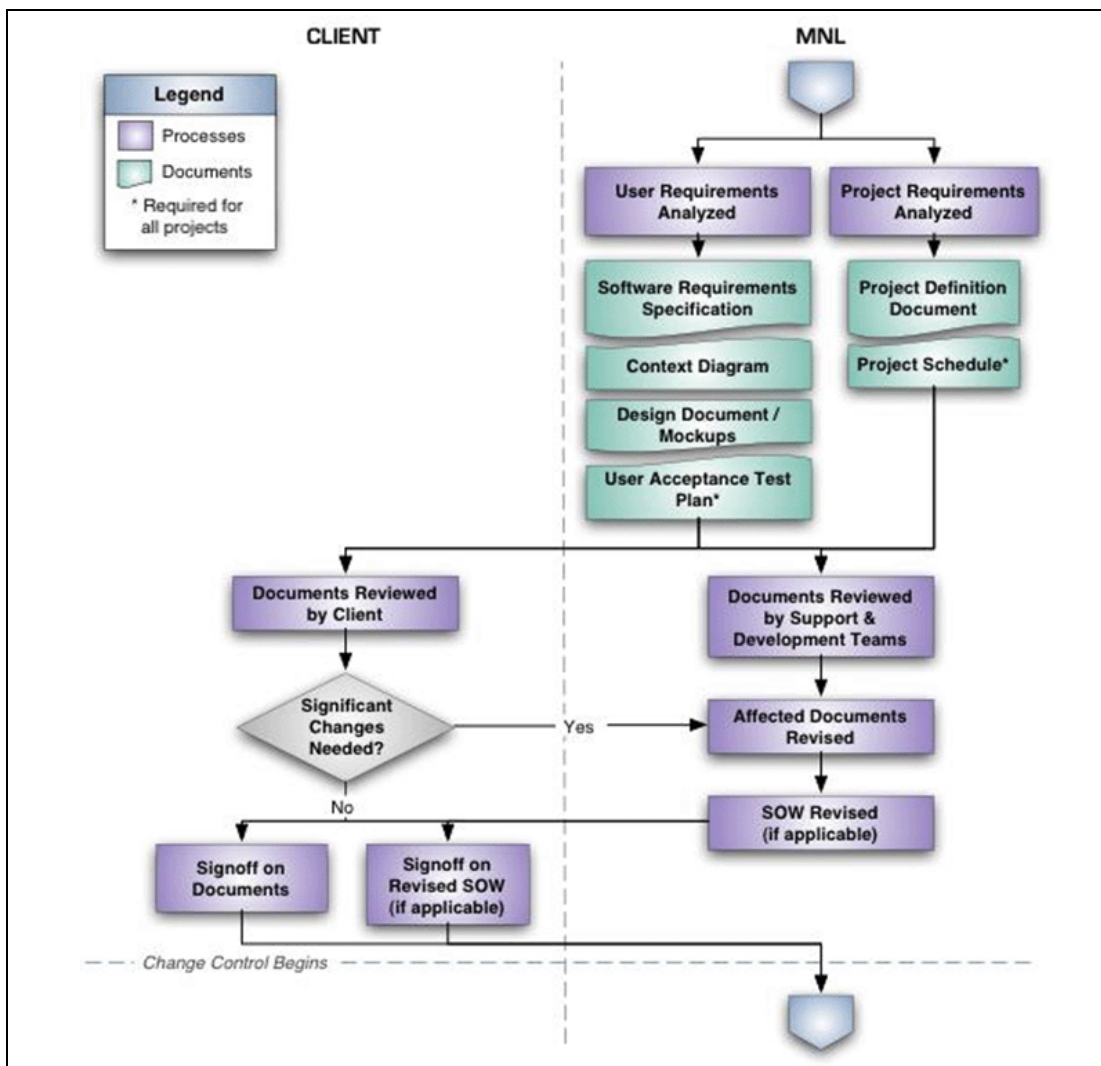 CLIENT
MNL
Legend
Processes
Documents
* Required for
all projects
User Requirements
Analyzed
Project Requirements
Analyzed
Software Requirements
Specification
Project Definition
Document
Context Diagram
Project Schedule*
Design Document /
Mockups
User Acceptance Test
Plan*
Documents Reviewed
by Client
Documents Reviewed
by Support &
Development Teams
Significant
Changes
Needed?
Yes
Affected Documents
Revised
No
SOW Revised
(if applicable)
Signoff on
Documents
Signoff on
Revised SOW
(if applicable)
Change Control Begins